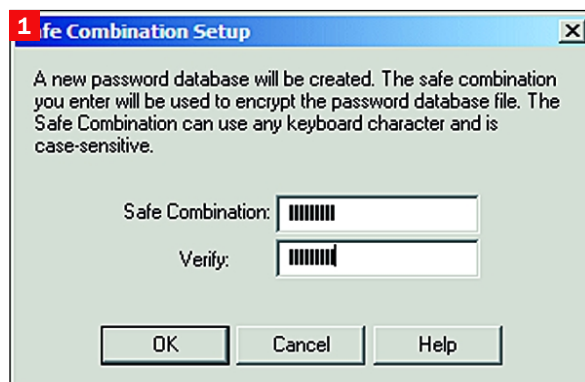 1
afe Combination Setup
A new password database will be created. The safe combination
you enter will be used to encrypt the password database file. The
Safe Combination can use any keyboard character and is
case-sensitive.
Safe Combination:
Verify:
OK Cancel Help